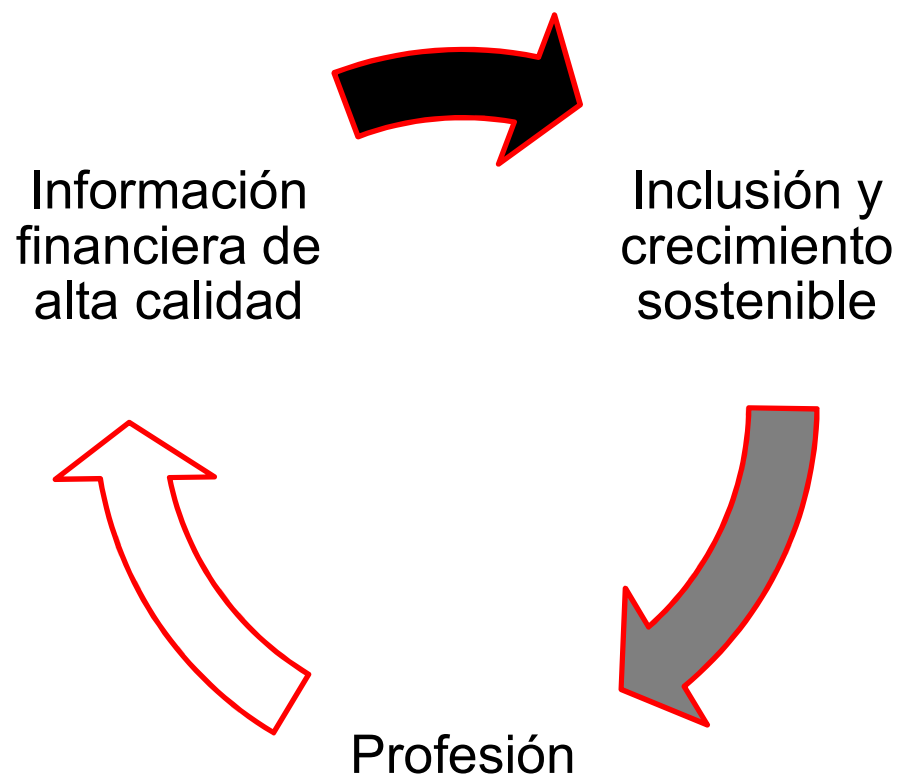 Información
financiera de
alta calidad
Inclusión y
crecimiento
sostenible
Profesión